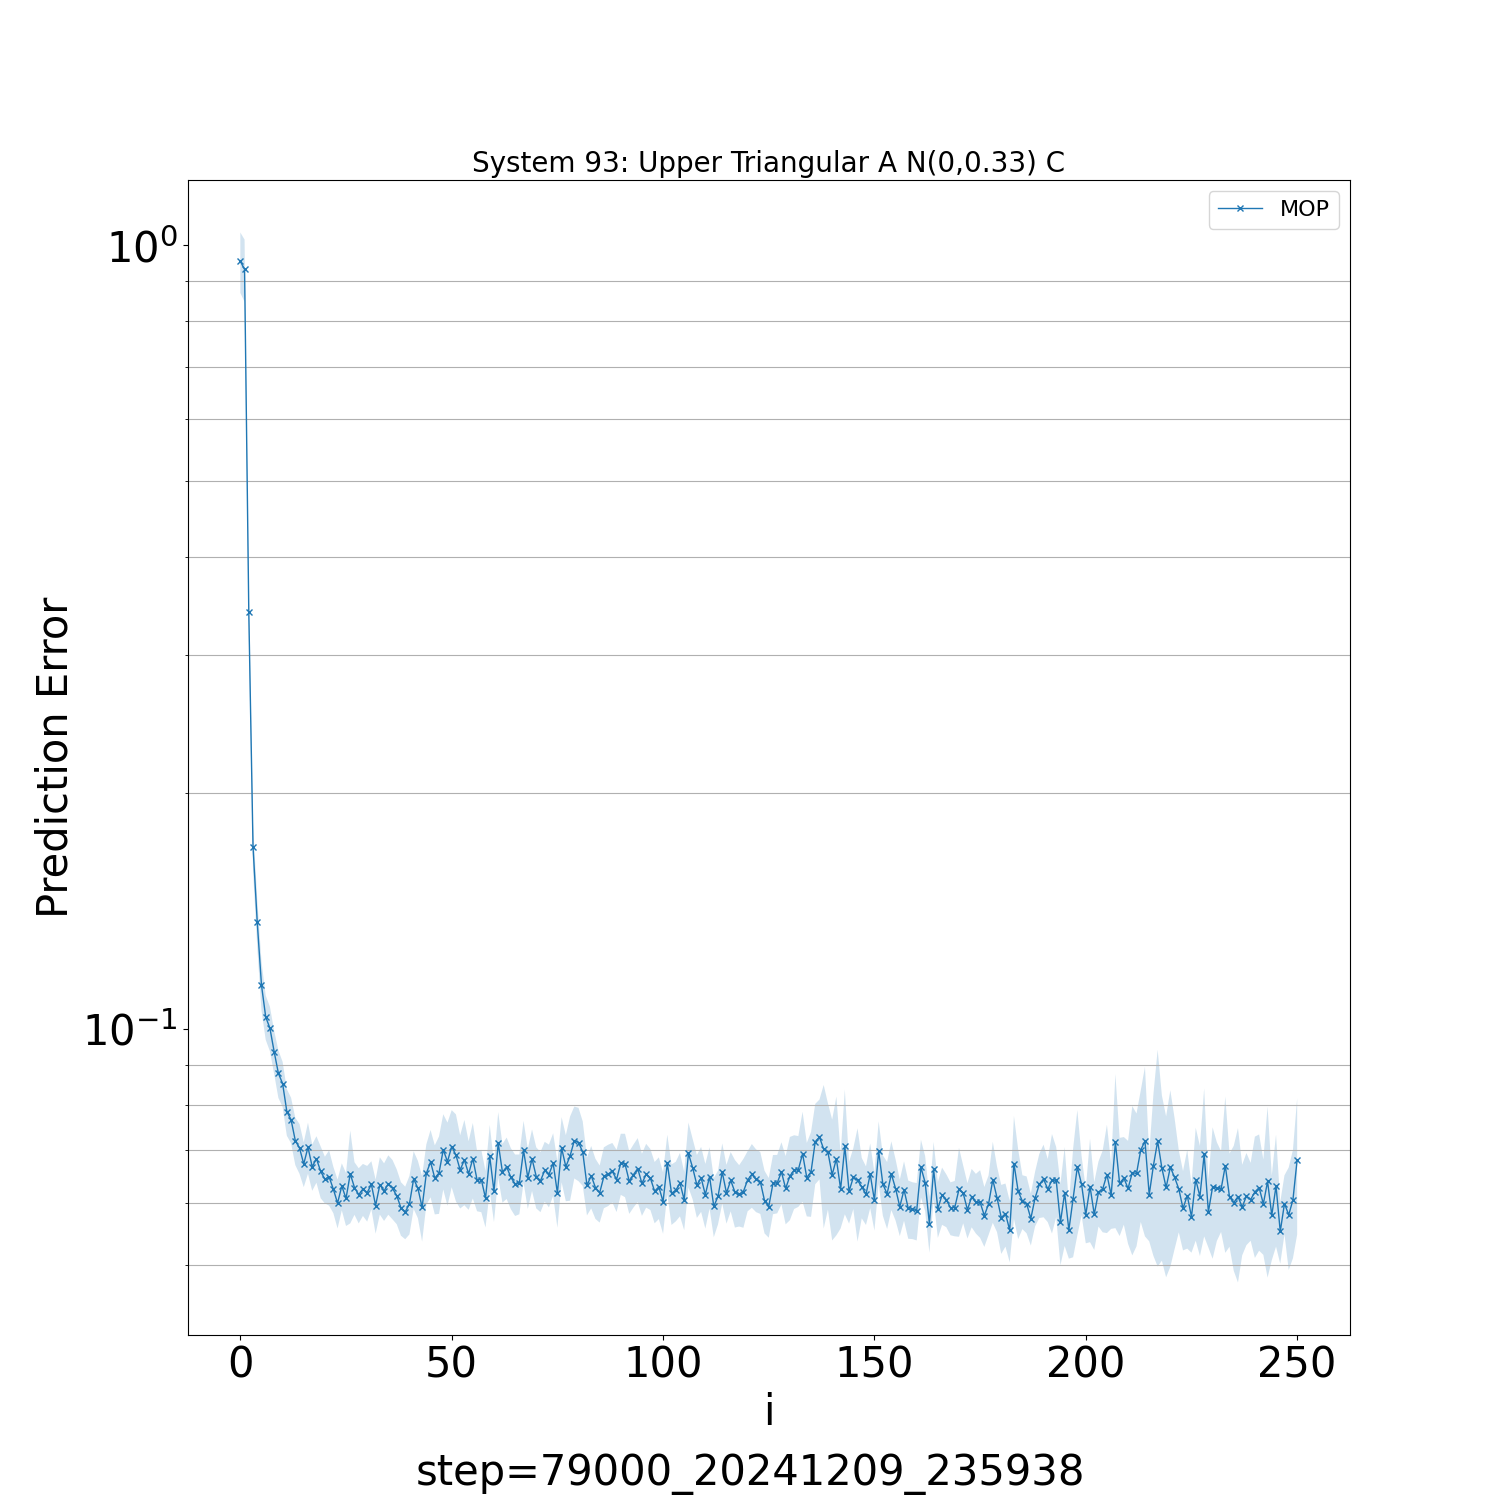 System 93: Upper Triangular A N(0,0.33) C
MOP
10⁰
10⁻¹
Prediction Error
0 50 100 150 200 250
i
step=79000_20241209_235938